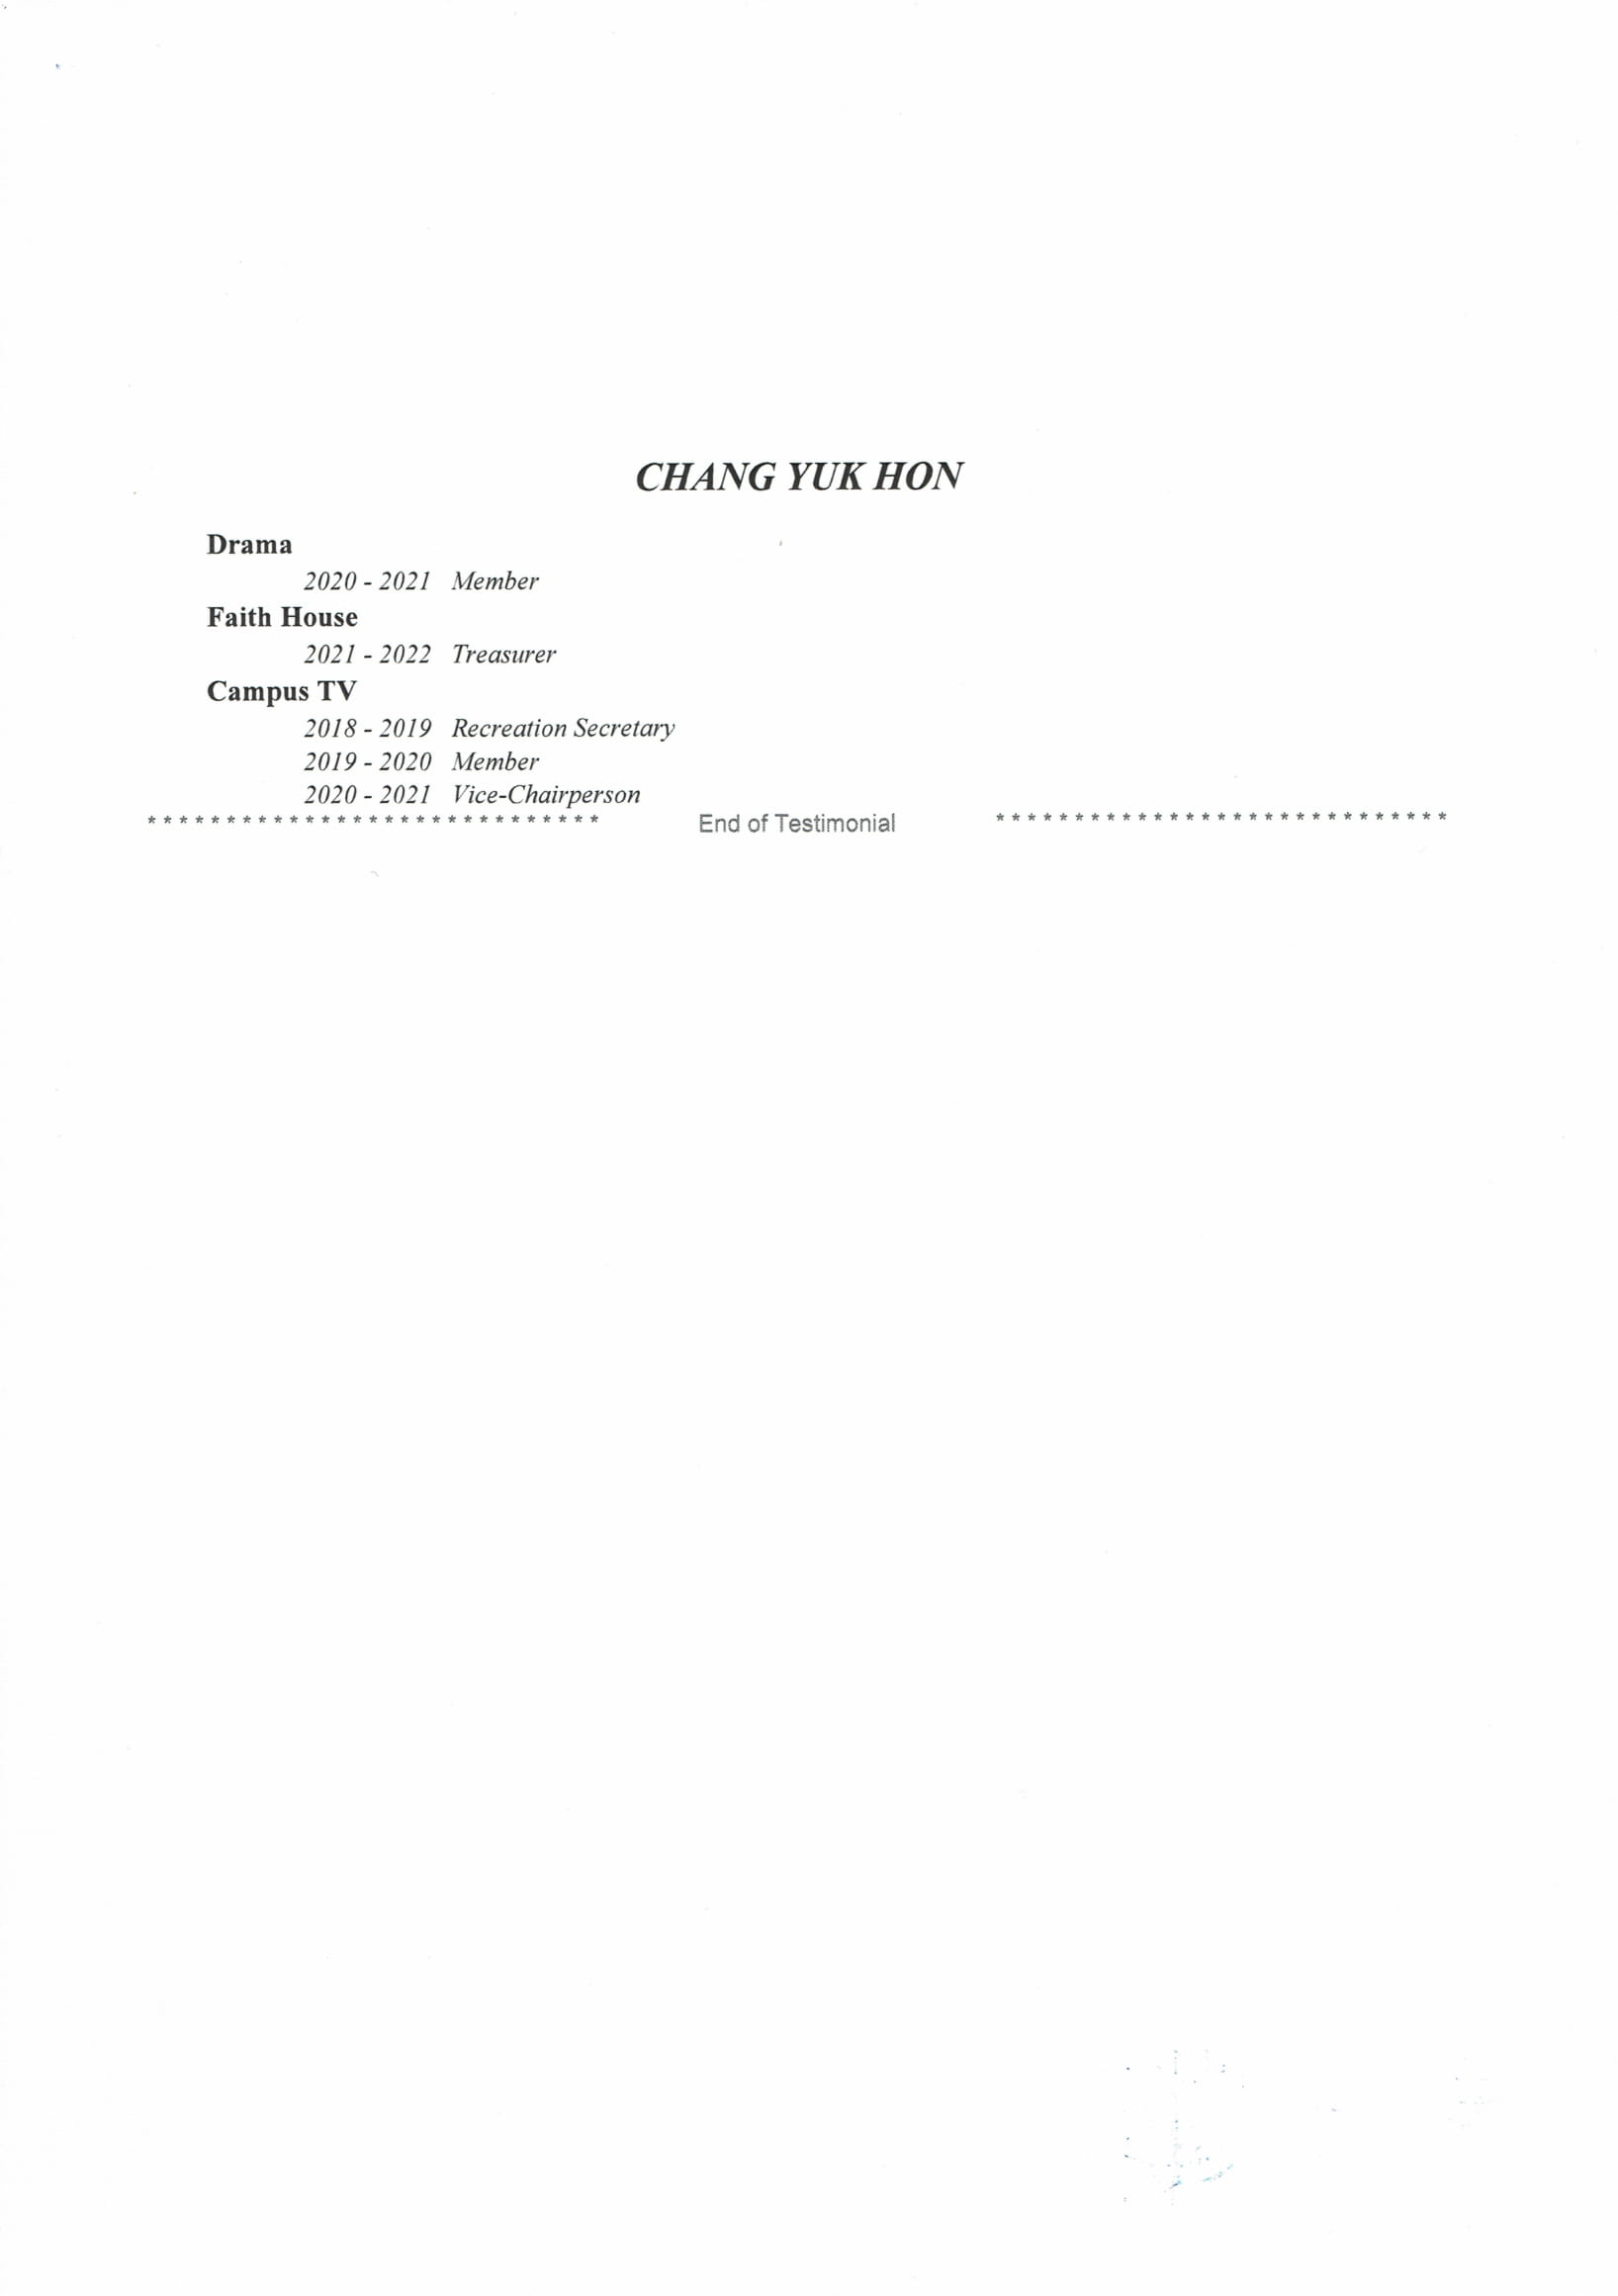 CHANG YUK HON
Drama
2020 - 2021 Member
Faith House
2021 - 2022 Treasurer
Campus TV
2018 - 2019 Recreation Secretary
2019 - 2020 Member
2020 - 2021 Vice-Chairperson
***************************** End of Testimonial *****************************